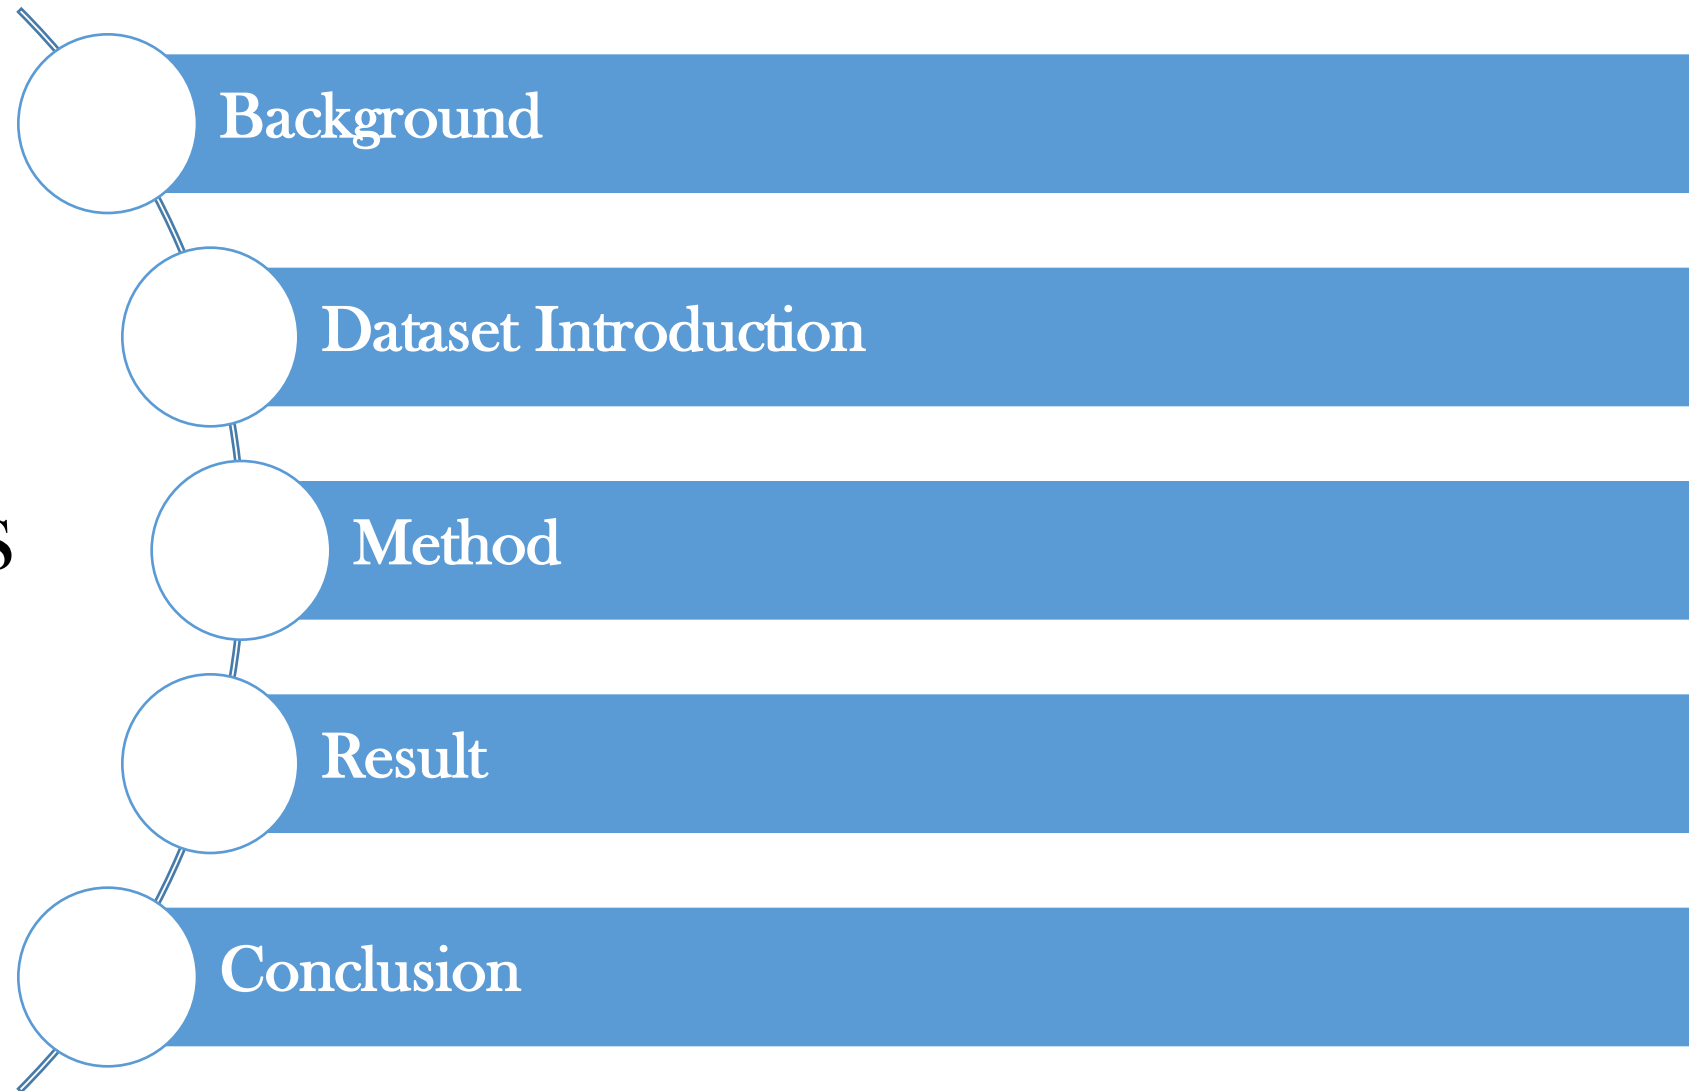 Background
Dataset Introduction
s
Method
Result
Conclusion